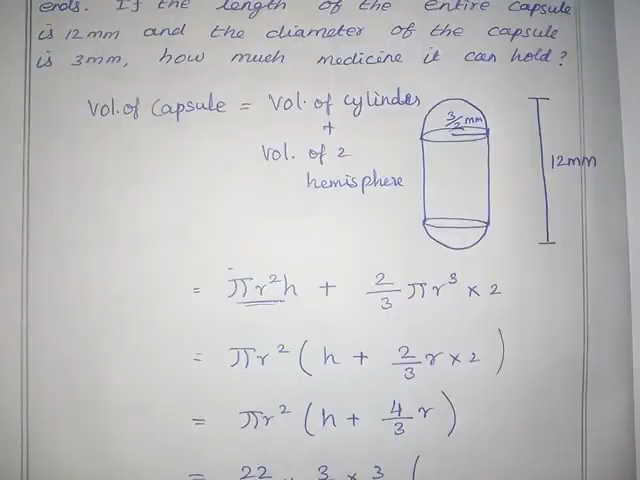 ends. If the length of the entire capsule
is 12mm and the diameter of the capsule
is 3mm, how much medicine it can hold?
Vol. of Capsule = Vol. of cylinder
+
Vol. of 2
hemisphere
3/2 mm
12mm
= πr²h + 2/3 πr³ × 2
= πr² (h + 2/3 r × 2)
= πr² (h + 4/3 r)
= 22 . 3 × 3 (